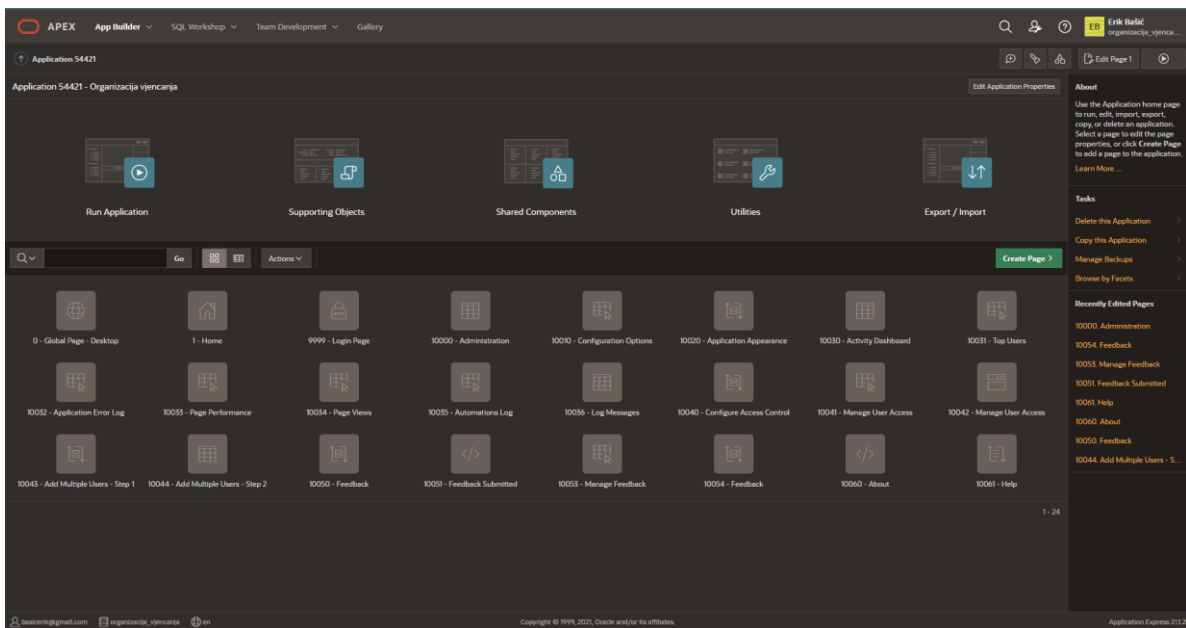 APEX App Builder SQL Workshop Team Development Gallery
EB Erik Bašić
organizacija_vjenca...
Application 54421
Edit Page 1
Application 54421 - Organizacija vjencanja
Edit Application Properties
Run Application
Supporting Objects
Shared Components
Utilities
Export / Import
Go
Actions
Create Page >
0 - Global Page - Desktop
1 - Home
9999 - Login Page
10000 - Administration
10010 - Configuration Options
10020 - Application Appearance
10030 - Activity Dashboard
10031 - Top Users
10032 - Application Error Log
10033 - Page Performance
10034 - Page Views
10035 - Automations Log
10036 - Log Messages
10040 - Configure Access Control
10041 - Manage User Access
10042 - Manage User Access
10043 - Add Multiple Users - Step 1
10044 - Add Multiple Users - Step 2
10050 - Feedback
10051 - Feedback Submitted
10053 - Manage Feedback
10054 - Feedback
10060 - About
10061 - Help
1 - 24
About
Use the Application home page
to run, edit, import, export,
copy, or delete an application.
Select a page to edit the page
properties, or click Create Page
to add a page to the application.
Learn More ...
Tasks
Delete this Application
Copy this Application
Manage Backups
Browse by Facets
Recently Edited Pages
10000. Administration
10054. Feedback
10053. Manage Feedback
10051. Feedback Submitted
10061. Help
10060. About
10050. Feedback
10044. Add Multiple Users - S...
basicerik@gmail.com organizacija_vjencanja en
Copyright © 1999, 2021, Oracle and/or its affiliates.
Application Express 21.1.2